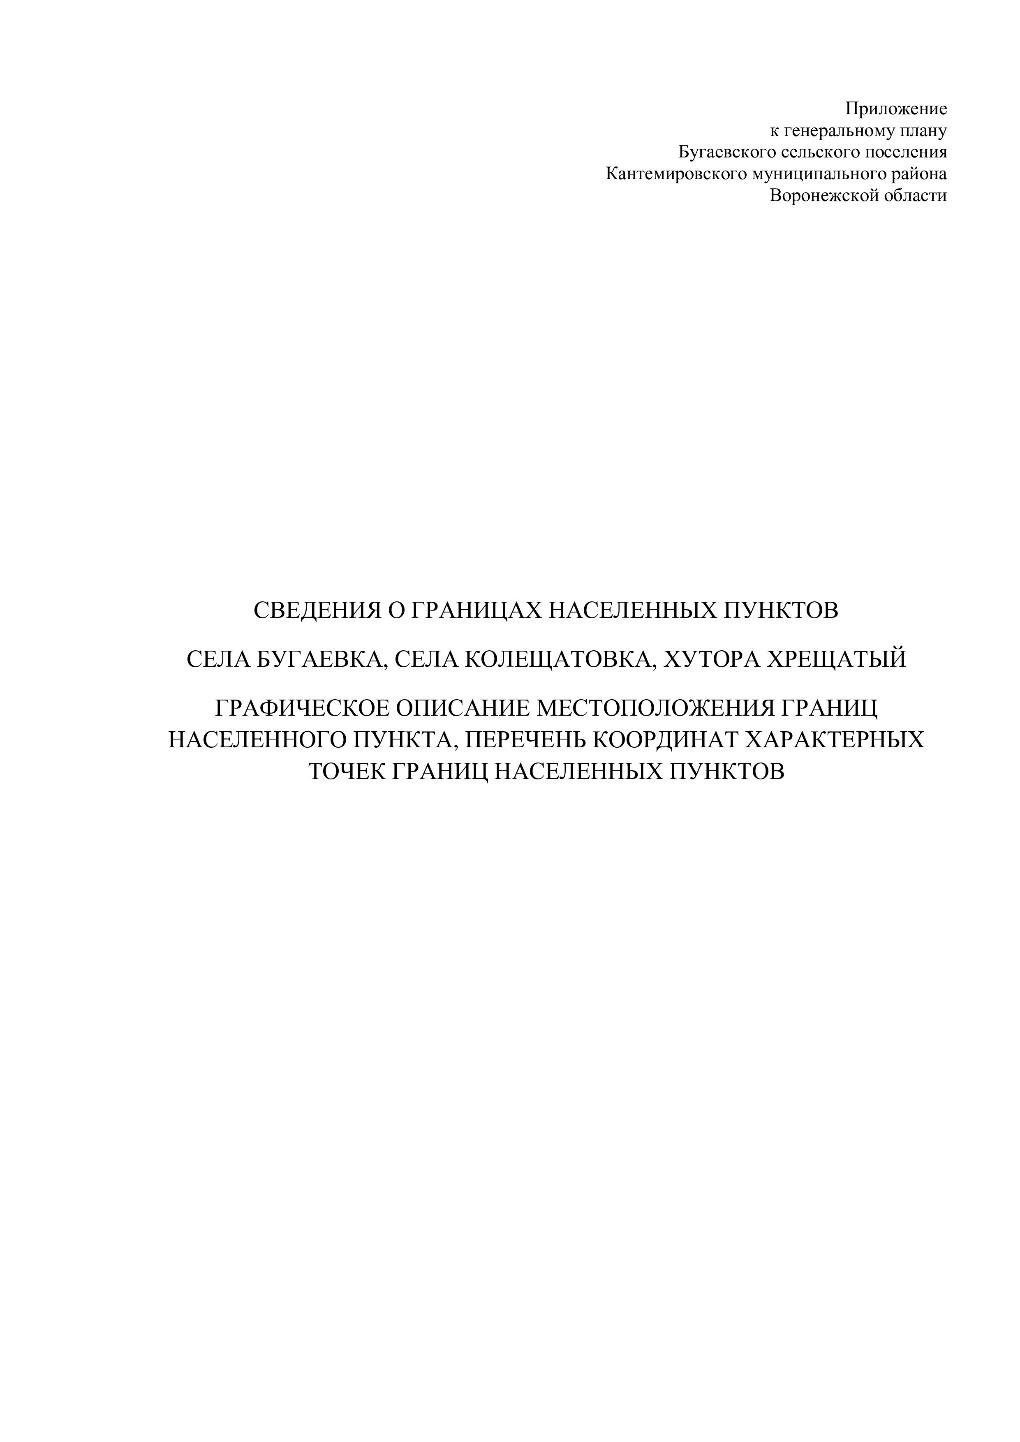 Приложение
к генеральному плану
Бугаевского сельского поселения
Кантемировского муниципального района
Воронежской области
СВЕДЕНИЯ О ГРАНИЦАХ НАСЕЛЕННЫХ ПУНКТОВ
СЕЛА БУГАЕВКА, СЕЛА КОЛЕЩАТОВКА, ХУТОРА ХРЕЩАТЫЙ
ГРАФИЧЕСКОЕ ОПИСАНИЕ МЕСТОПОЛОЖЕНИЯ ГРАНИЦ
НАСЕЛЕННОГО ПУНКТА, ПЕРЕЧЕНЬ КООРДИНАТ ХАРАКТЕРНЫХ
ТОЧЕК ГРАНИЦ НАСЕЛЕННЫХ ПУНКТОВ